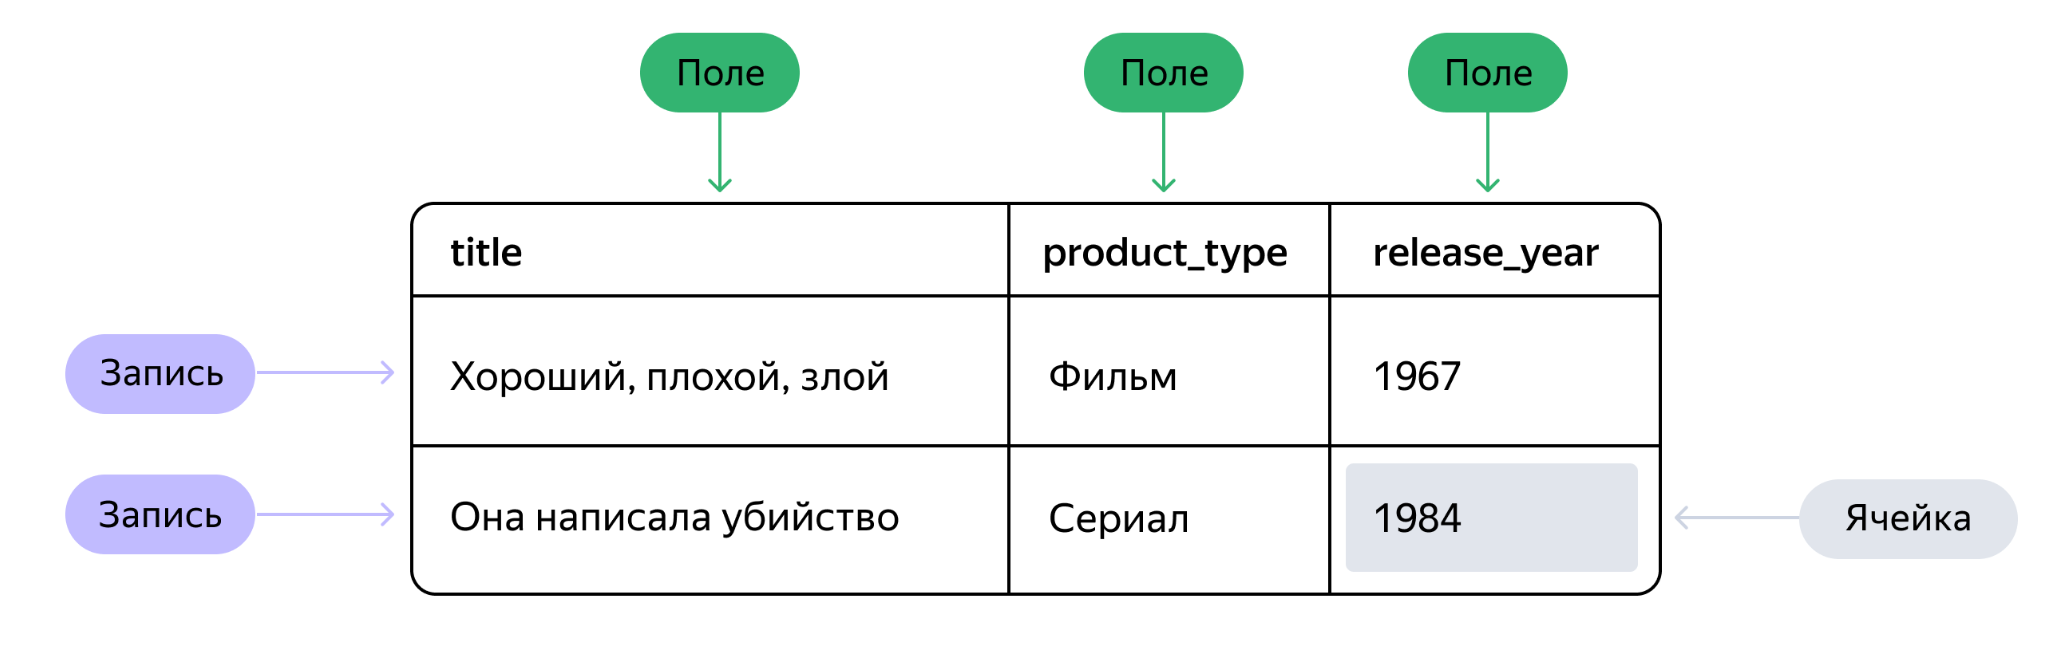 Поле Поле Поле
title product_type release_year
Запись Хороший, плохой, злой Фильм 1967
Запись Она написала убийство Сериал 1984 Ячейка